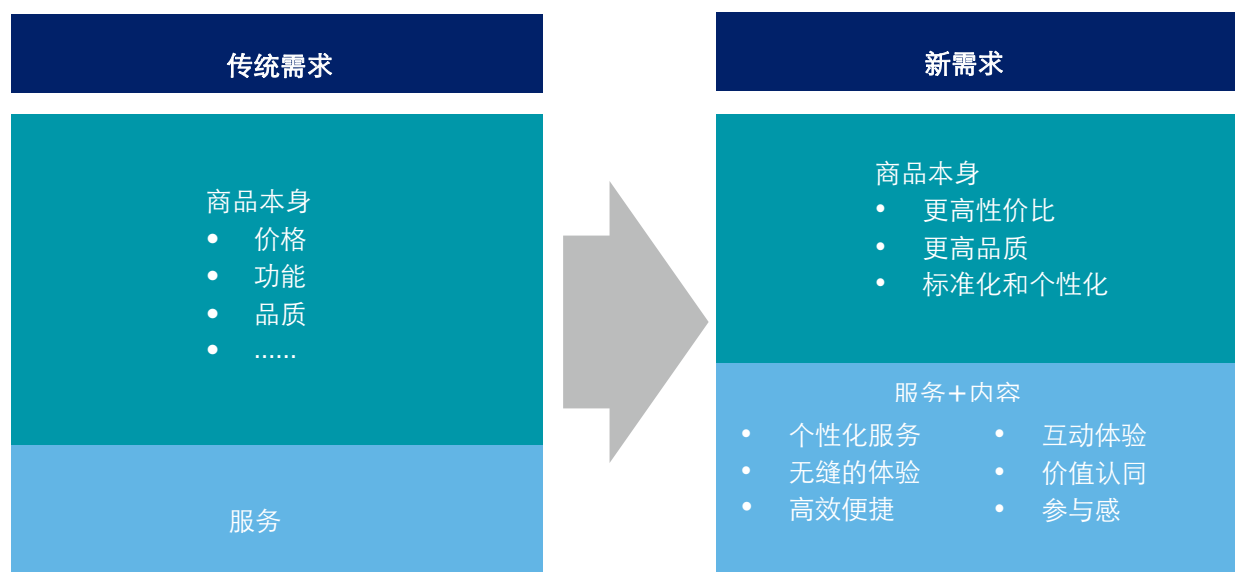 传统需求
商品本身
• 价格
• 功能
• 品质
• ......
服务
新需求
商品本身
• 更高性价比
• 更高品质
• 标准化和个性化
服务+内容
• 个性化服务
• 无缝的体验
• 高效便捷
• 互动体验
• 价值认同
• 参与感